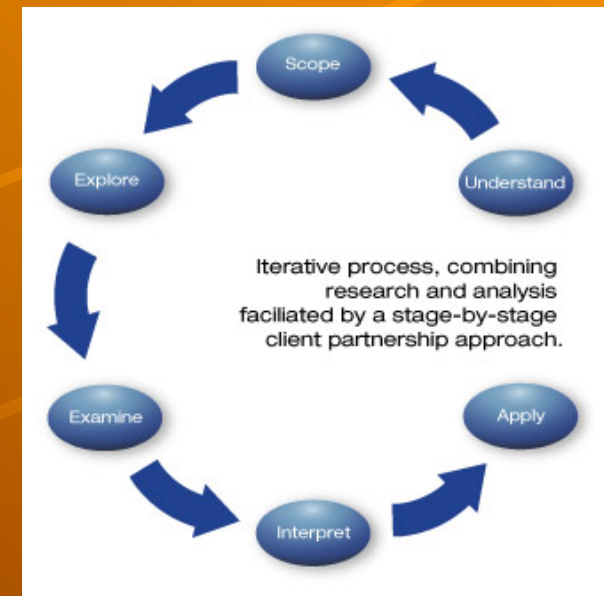 Scope
Explore
Understand
Iterative process, combining
research and analysis
faciliated by a stage-by-stage
client partnership approach.
Examine
Apply
Interpret